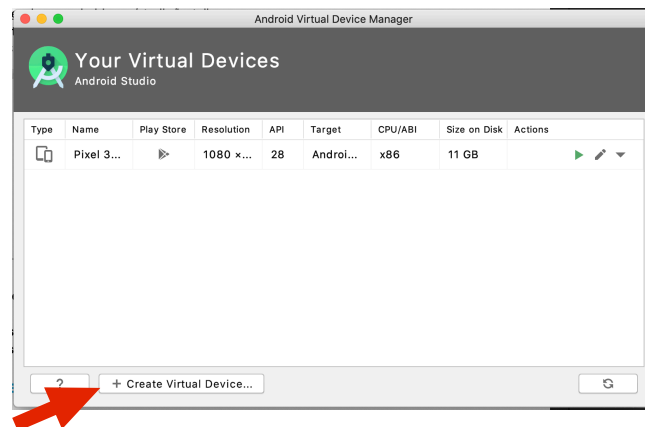 Android Virtual Device Manager
Your Virtual Devices
Android Studio
Type Name Play Store Resolution API Target CPU/ABI Size on Disk Actions
Pixel 3... 1080 ×... 28 Androi... x86 11 GB
? + Create Virtual Device...